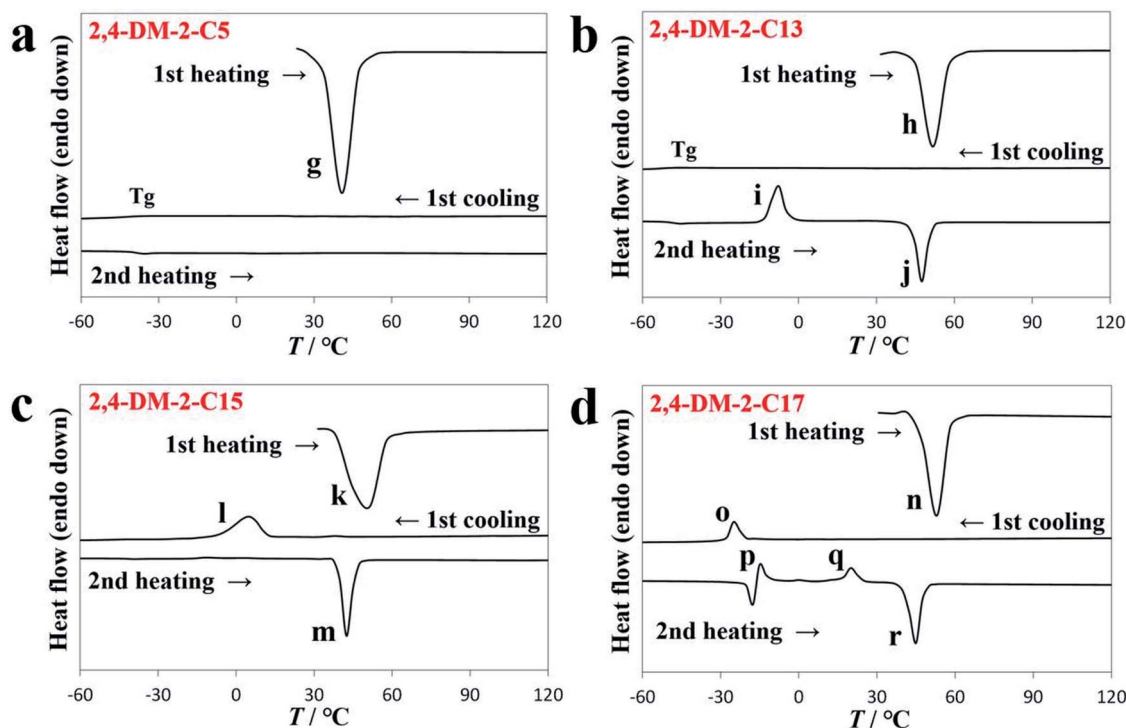 a
2,4-DM-2-C5
Heat flow (endo down)
1st heating →
g
Tg
← 1st cooling
2nd heating →
-60 -30 0 30 60 90 120
T / °C
b
2,4-DM-2-C13
Heat flow (endo down)
1st heating →
h
Tg
← 1st cooling
i
2nd heating →
j
-60 -30 0 30 60 90 120
T / °C
c
2,4-DM-2-C15
Heat flow (endo down)
1st heating →
k
l
← 1st cooling
2nd heating →
m
-60 -30 0 30 60 90 120
T / °C
d
2,4-DM-2-C17
Heat flow (endo down)
1st heating →
n
o
← 1st cooling
p
q
2nd heating →
r
-60 -30 0 30 60 90 120
T / °C